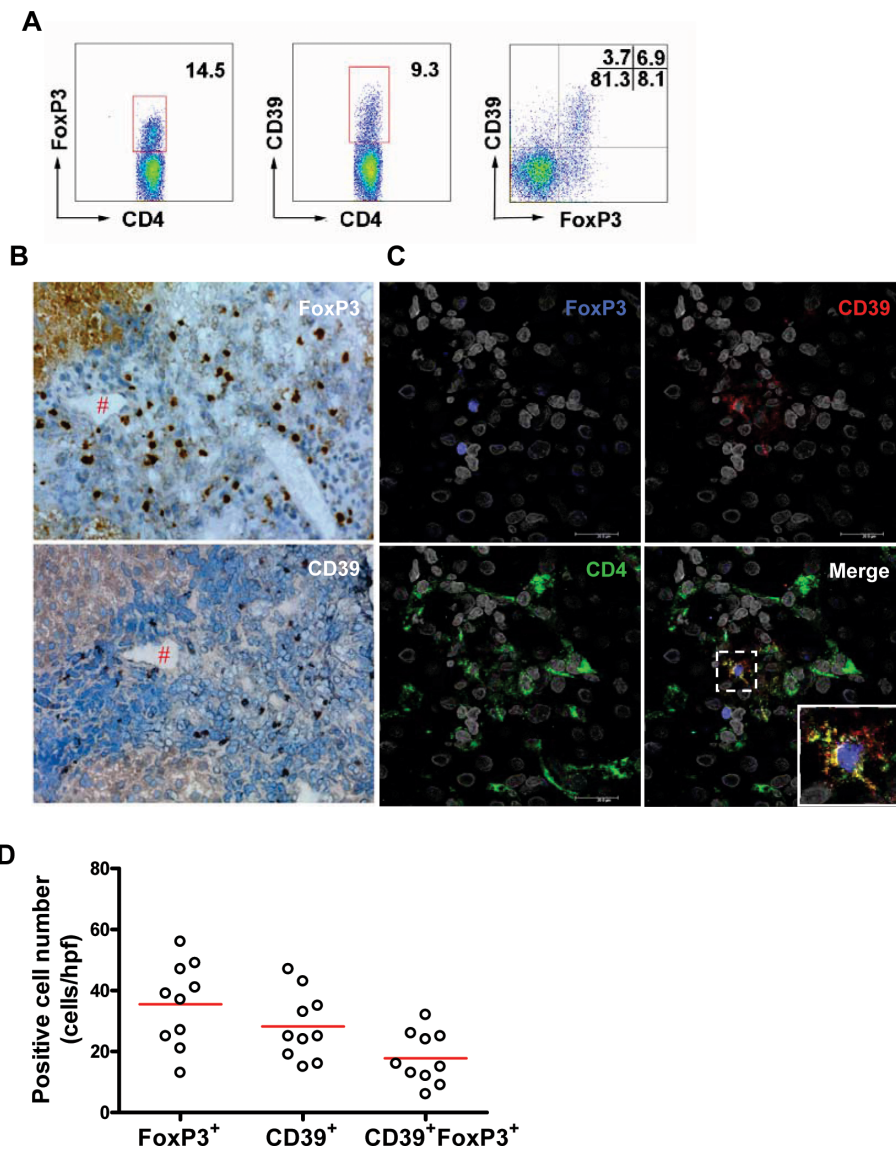 A
14.5
FoxP3
CD4
9.3
CD39
CD4
3.7 6.9
81.3 8.1
CD39
FoxP3
B
FoxP3
#
CD39
#
C
FoxP3
CD39
CD4
Merge
D
Positive cell number
(cells/hpf)
80
60
40
20
0
FoxP3⁺
CD39⁺
CD39⁺FoxP3⁺